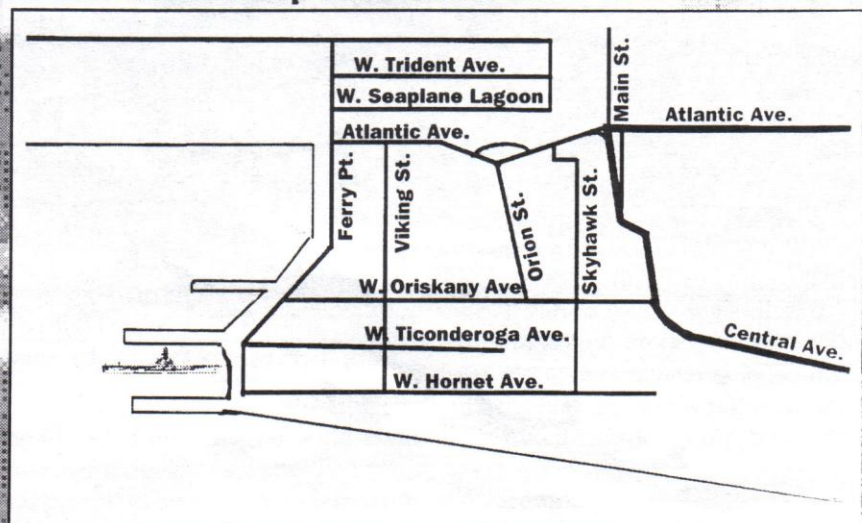 W. Trident Ave.
W. Seaplane Lagoon
Main St.
Atlantic Ave.
Atlantic Ave.
Ferry Pt.
Viking St.
Orion St.
Skyhawk St.
W. Oriskany Ave
W. Ticonderoga Ave.
Central Ave.
W. Hornet Ave.